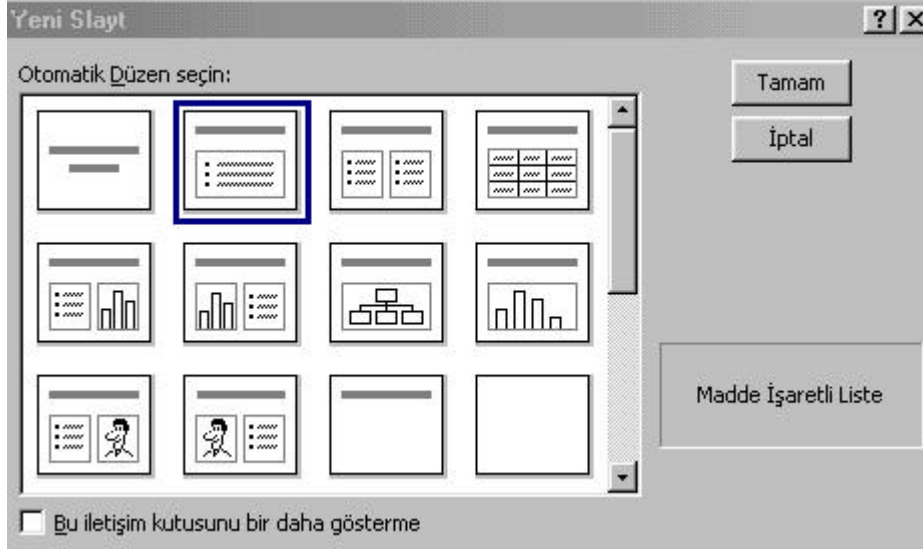 Yeni Slayt
Otomatik Düzen seçin:
Tamam
İptal
Madde İşaretli Liste
Bu iletişim kutusunu bir daha gösterme